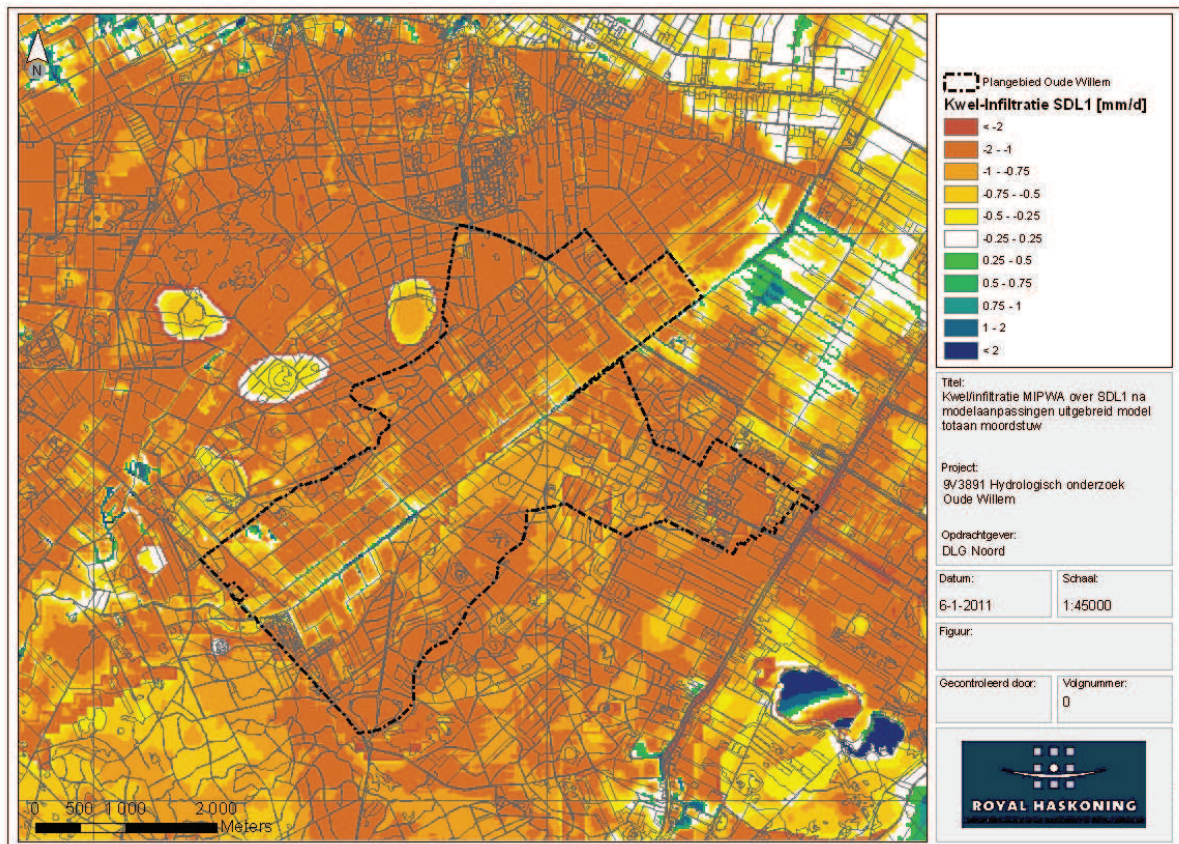 N
0 500 1 000 2 000
Meters
Plangebied Oude Willem
Kwel-Infiltratie SDL1 [mm/d]
< -2
-2 - -1
-1 - -0.75
-0.75 - -0.5
-0.5 - -0.25
-0.25 - 0.25
0.25 - 0.5
0.5 - 0.75
0.75 - 1
1 - 2
< 2
Titel:
Kwel/infiltratie MIPWA over SDL1 na
modelaanpassingen uitgebreid model
totaan moordstuw
Project:
9V3891 Hydrologisch onderzoek
Oude Willem
Opdrachtgever:
DLG Noord
Datum:
6-1-2011
Schaal:
1:45000
Figuur:
Gecontroleerd door:
Volgnummer:
0
ROYAL HASKONING